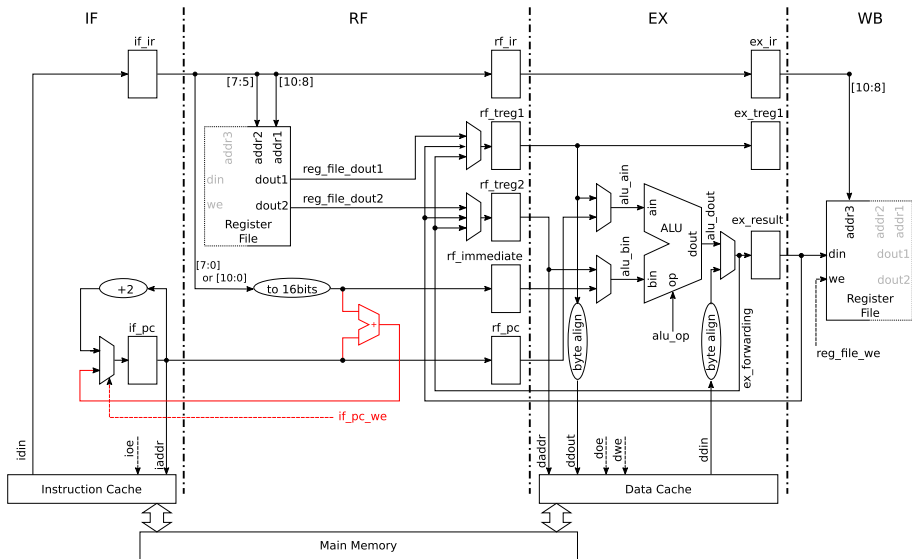 IF
RF
EX
WB
if_ir
rf_ir
ex_ir
[7:5]
[10:8]
[10:8]
rf_treg1
ex_treg1
addr3
addr2
addr1
din
dout1
we
dout2
Register
File
reg_file_dout1
reg_file_dout2
rf_treg2
alu_ain
ain
ALU
dout
alu_dout
bin
op
alu_bin
alu_op
ex_result
addr3
addr2
addr1
din
dout1
we
dout2
Register
File
reg_file_we
[7:0]
or [10:0]
to 16bits
rf_immediate
+2
if_pc
+
rf_pc
byte align
byte align
ex_forwarding
if_pc_we
idin
ioe
iaddr
daddr
ddout
doe
dwe
ddin
Instruction Cache
Data Cache
Main Memory